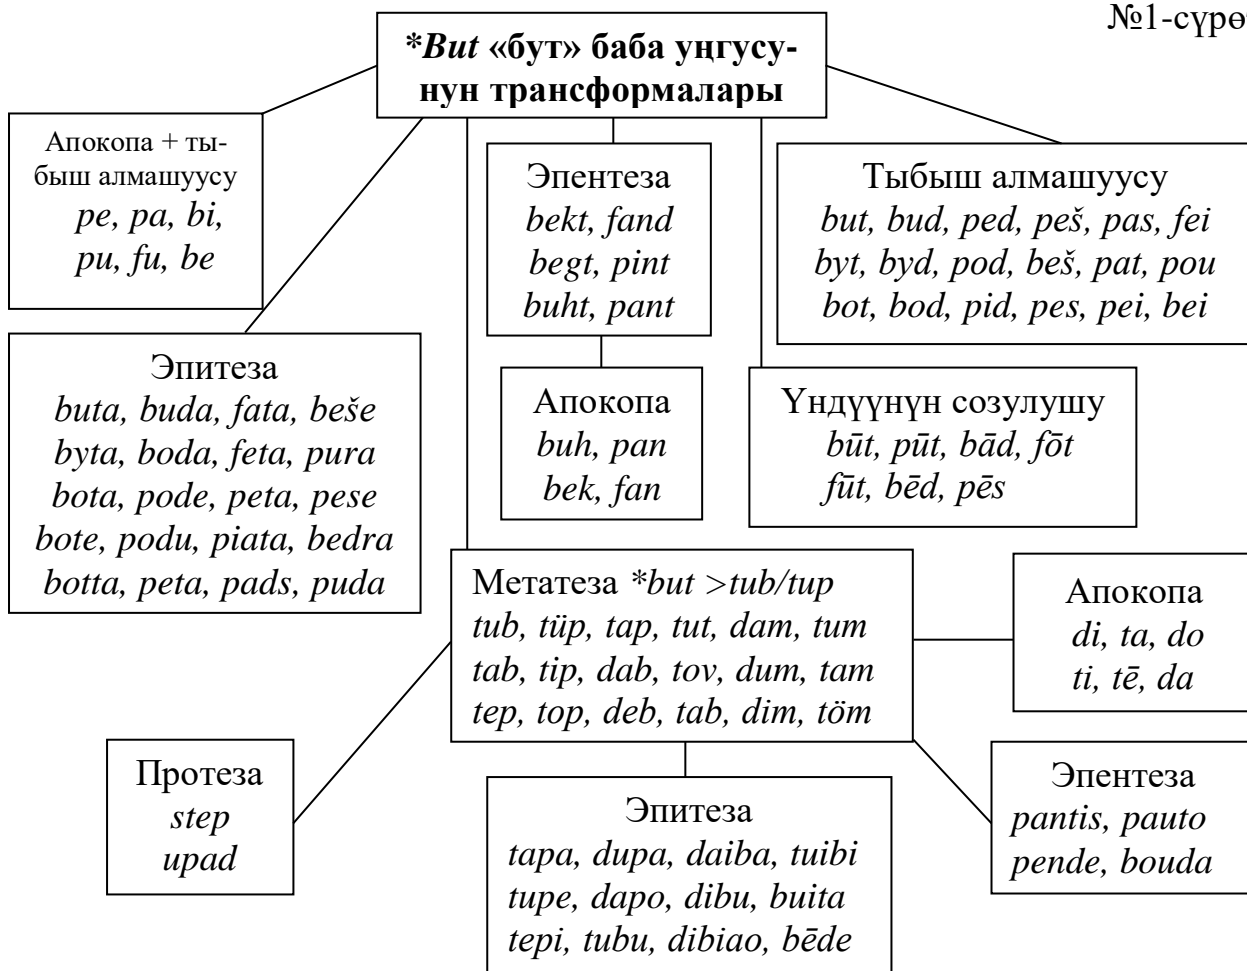 №1-сүрөт
*But «бут» баба уңгусу-
нун трансформалары
Апокопа + ты-
быш алмашуусу
pe, pa, bi,
pu, fu, be
Эпентеза
bekt, fand
begt, pint
buht, pant
Тыбыш алмашуусу
but, bud, ped, peš, pas, fei
byt, byd, pod, beš, pat, pou
bot, bod, pid, pes, pei, bei
Эпитеза
buta, buda, fata, beše
byta, boda, feta, pura
bota, pode, peta, pese
bote, podu, piata, bedra
botta, peta, pads, puda
Апокопа
buh, pan
bek, fan
Үндүүнүн созулушу
būt, pūt, bād, fōt
fūt, bēd, pēs
Метатеза *but >tub/tup
tub, tüp, tap, tut, dam, tum
tab, tip, dab, tov, dum, tam
tep, top, deb, tab, dim, töm
Апокопа
di, ta, do
ti, tē, da
Протеза
step
upad
Эпитеза
tapa, dupa, daiba, tuibi
tupe, dapo, dibu, buita
tepi, tubu, dibiao, bēde
Эпентеза
pantis, pauto
pende, bouda